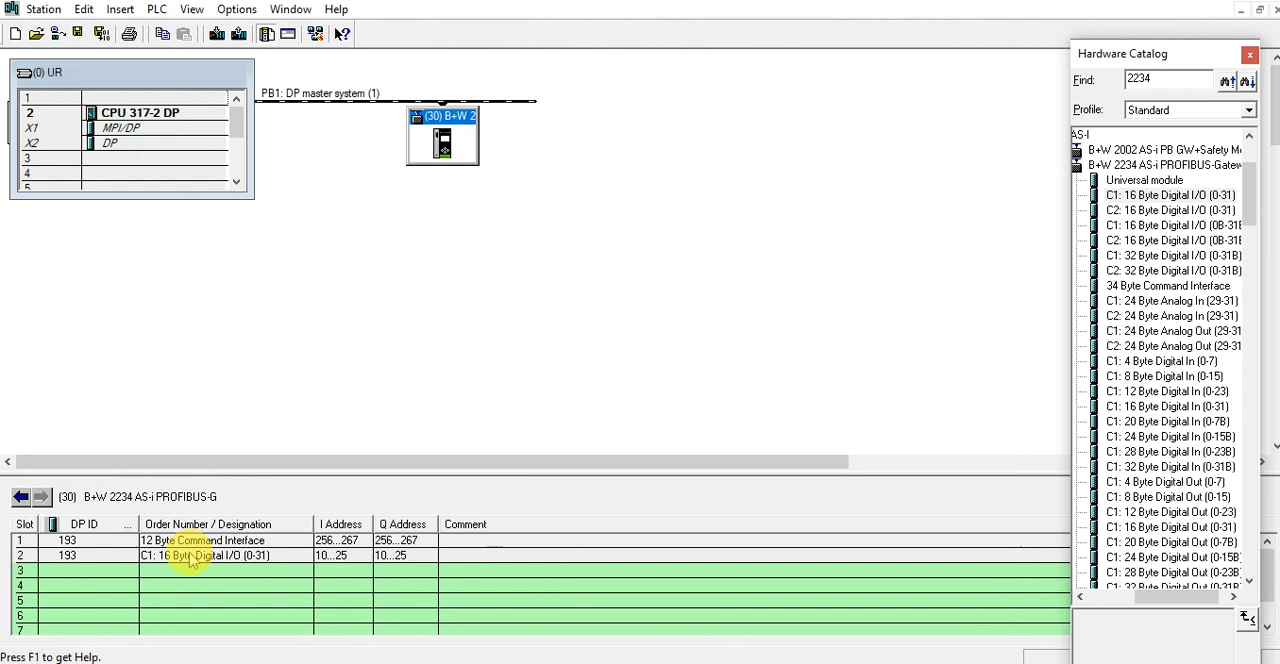 Station Edit Insert PLC View Options Window Help
(0) UR
1
2 CPU 317-2 DP
X1 MPI/DP
X2 DP
3
4
5
PB1: DP master system (1)
(30) B+W 2
Hardware Catalog
Find: 2234
Profile: Standard
AS-I
B+W 2002 AS-i PB GW+Safety M
B+W 2234 AS-i PROFIBUS-Gatew
Universal module
C1: 16 Byte Digital I/O (0-31)
C2: 16 Byte Digital I/O (0-31)
C1: 16 Byte Digital I/O (0B-31B
C2: 16 Byte Digital I/O (0B-31B
C1: 32 Byte Digital I/O (0-31B)
C2: 32 Byte Digital I/O (0-31B)
34 Byte Command Interface
C1: 24 Byte Analog In (29-31)
C2: 24 Byte Analog In (29-31)
C1: 24 Byte Analog Out (29-31
C2: 24 Byte Analog Out (29-31
C1: 4 Byte Digital In (0-7)
C1: 8 Byte Digital In (0-15)
C1: 12 Byte Digital In (0-23)
C1: 16 Byte Digital In (0-31)
C1: 20 Byte Digital In (0-7B)
C1: 24 Byte Digital In (0-15B)
C1: 28 Byte Digital In (0-23B)
C1: 32 Byte Digital In (0-31B)
C1: 4 Byte Digital Out (0-7)
C1: 8 Byte Digital Out (0-15)
C1: 12 Byte Digital Out (0-23)
C1: 16 Byte Digital Out (0-31)
C1: 20 Byte Digital Out (0-7B)
C1: 24 Byte Digital Out (0-15B
C1: 28 Byte Digital Out (0-23B
C1: 32 Byte Digital Out (0-31B
(30) B+W 2234 AS-i PROFIBUS-G
Slot DP ID ... Order Number / Designation I Address Q Address Comment
1 193 12 Byte Command Interface 256...267 256...267
2 193 C1: 16 Byte Digital I/O (0-31) 10...25 10...25
3
4
5
6
7
Press F1 to get Help.